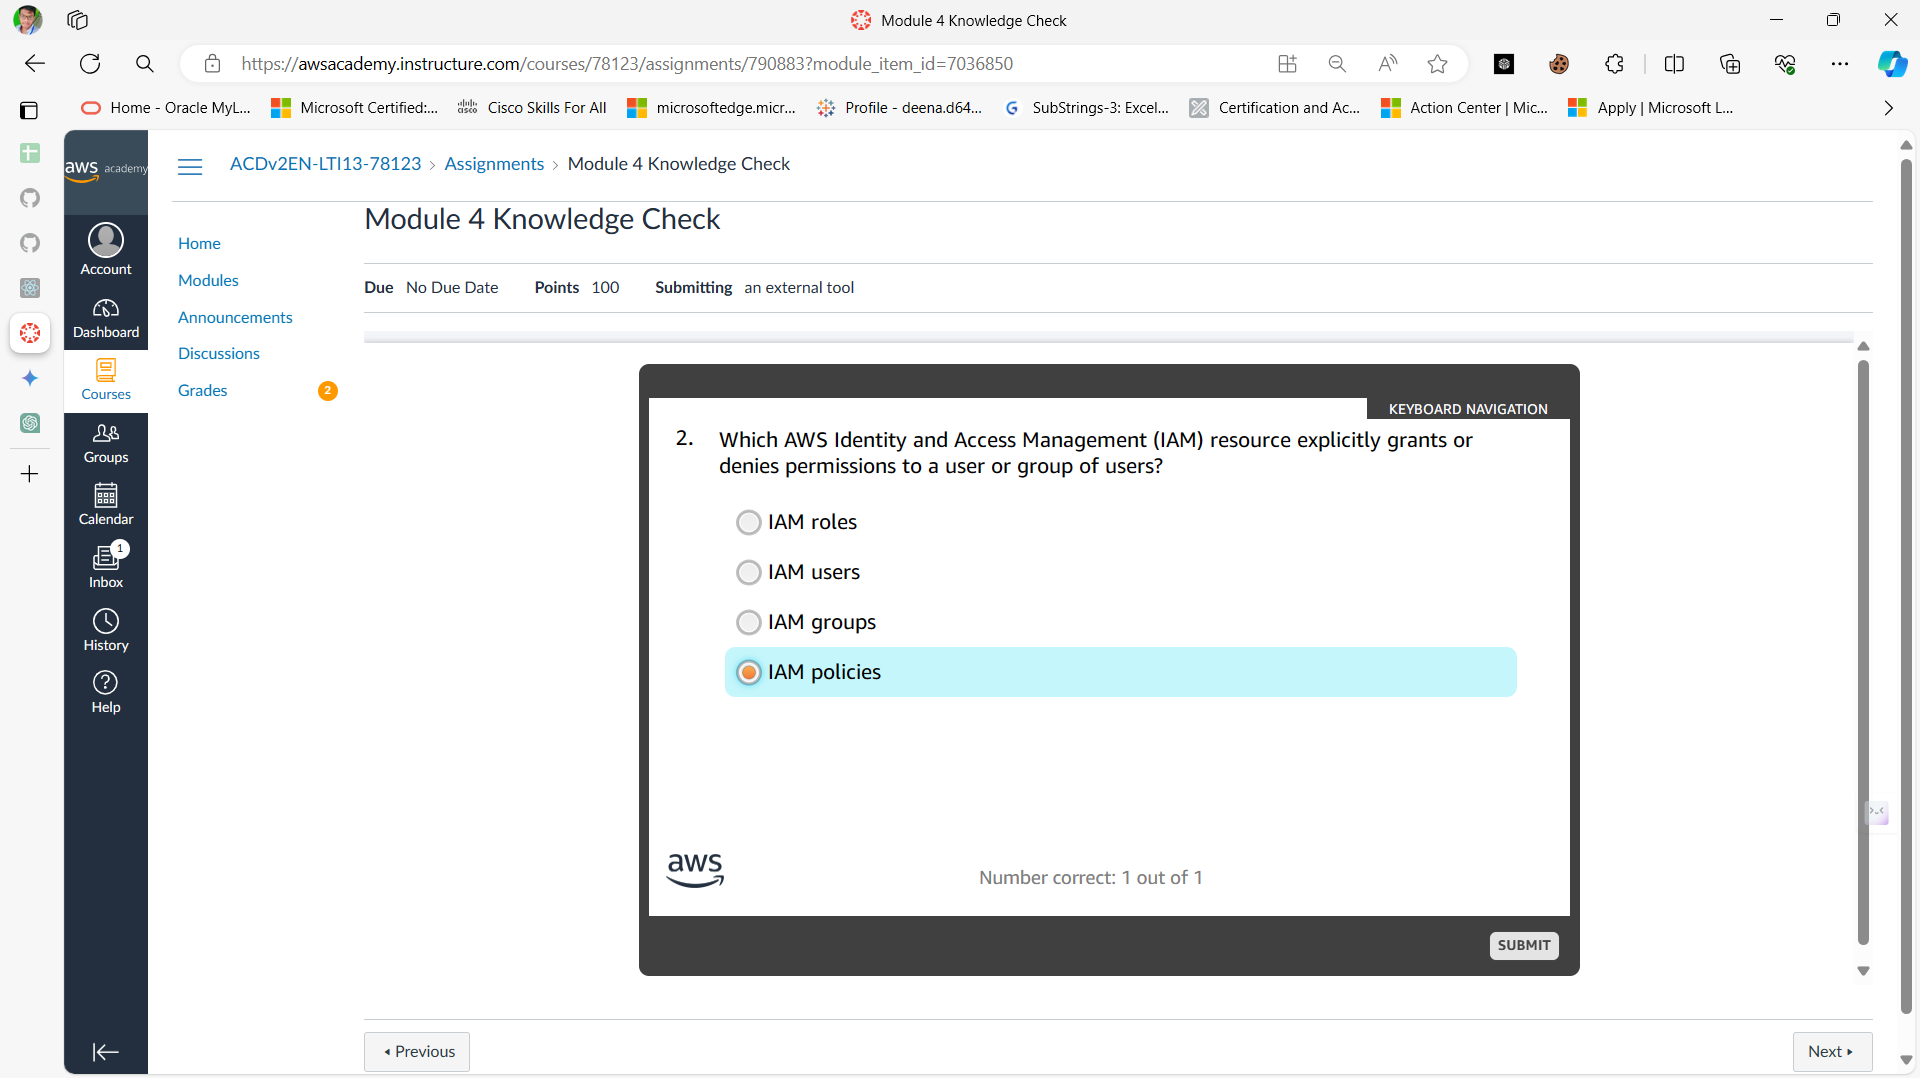 Module 4 Knowledge Check
https://awsacademy.instructure.com/courses/78123/assignments/790883?module_item_id=7036850
Home - Oracle MyL...
Microsoft Certified:...
Cisco Skills For All
microsoftedge.micr...
Profile - deena.d64...
SubStrings-3: Excel...
Certification and Ac...
Action Center | Mic...
Apply | Microsoft L...
aws academy
ACDv2EN-LTI13-78123 › Assignments › Module 4 Knowledge Check
Account
Dashboard
Courses
Groups
Calendar
1
Inbox
History
Help
Home
Modules
Announcements
Discussions
Grades 2
Module 4 Knowledge Check
Due No Due Date Points 100 Submitting an external tool
KEYBOARD NAVIGATION
2. Which AWS Identity and Access Management (IAM) resource explicitly grants or
denies permissions to a user or group of users?
IAM roles
IAM users
IAM groups
IAM policies
aws
Number correct: 1 out of 1
SUBMIT
Previous
Next